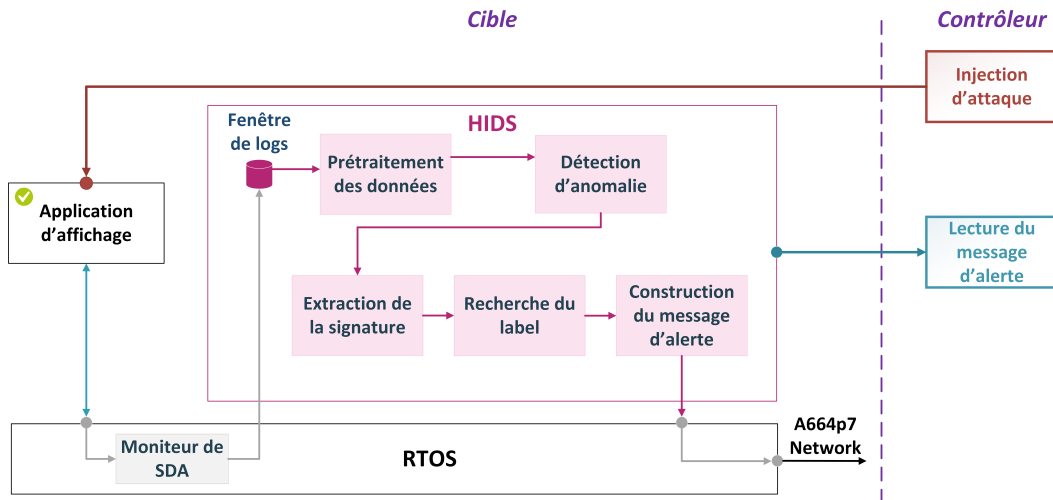 Cible
Contrôleur
Injection
d'attaque
HIDS
Fenêtre
de logs
Prétraitement
des données
Détection
d'anomalie
Application
d'affichage
Lecture du
message
d'alerte
Extraction de
la signature
Recherche du
label
Construction
du message
d'alerte
A664p7
Network
Moniteur de
SDA
RTOS